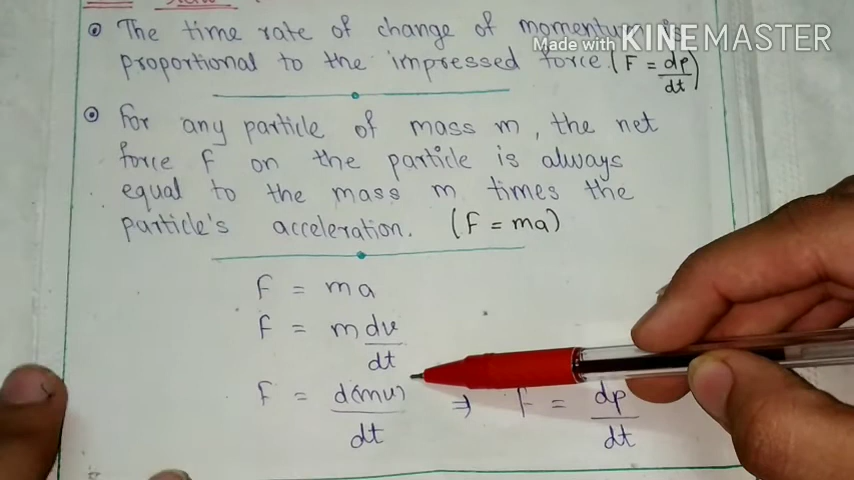 The time rate of change of momentum is
Made with KINEMASTER
proportional to the impressed force. (F = dp/dt)
For any particle of mass m, the net
force F on the particle is always
equal to the mass m times the
particle's acceleration. (F = ma)
F = ma
F = m dv/dt
F = d(mv)/dt ⇒ F = dp/dt